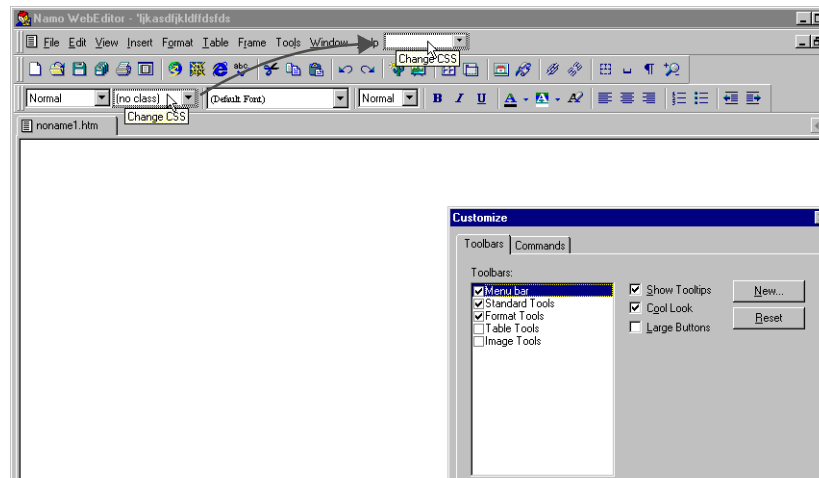 Namo WebEditor - 'ljkasdfjkldffdsfds
File Edit View Insert Format Table Frame Tools Window lp
Change CSS
abc
Normal (no class) (Default Font) Normal B I U A A A
Change CSS
noname1.htm
Customize
Toolbars Commands
Toolbars:
Menu bar
Standard Tools
Format Tools
Table Tools
Image Tools
Show Tooltips
Cool Look
Large Buttons
New...
Reset